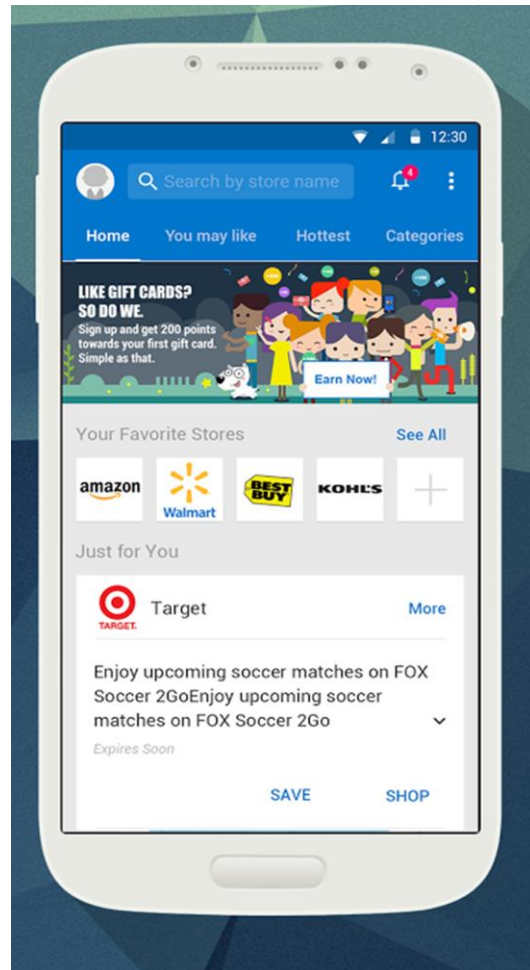 12:30
Search by store name
4
Home You may like Hottest Categories
LIKE GIFT CARDS?
SO DO WE.
Sign up and get 200 points
towards your first gift card.
Simple as that.
Earn Now!
Your Favorite Stores See All
amazon Walmart BEST BUY KOHL'S
Just for You
TARGET. Target More
Enjoy upcoming soccer matches on FOX
Soccer 2GoEnjoy upcoming soccer
matches on FOX Soccer 2Go
Expires Soon
SAVE SHOP